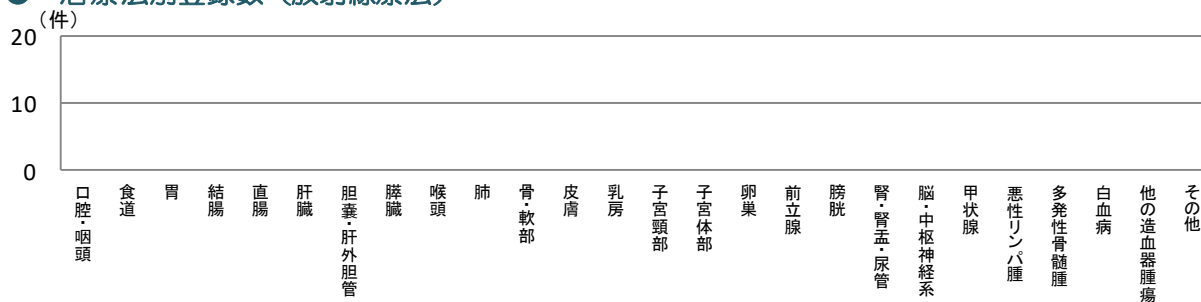 ● 治療法別登録数（放射線療法）
（件）
20
10
0
口腔・咽頭
食道
胃
結腸
直腸
肝臓
胆嚢・肝外胆管
膵臓
喉頭
肺
骨・軟部
皮膚
乳房
子宮頸部
子宮体部
卵巣
前立腺
膀胱
腎・腎盂・尿管
脳・中枢神経系
甲状腺
悪性リンパ腫
多発性骨髄腫
白血病
他の造血器腫瘍
その他